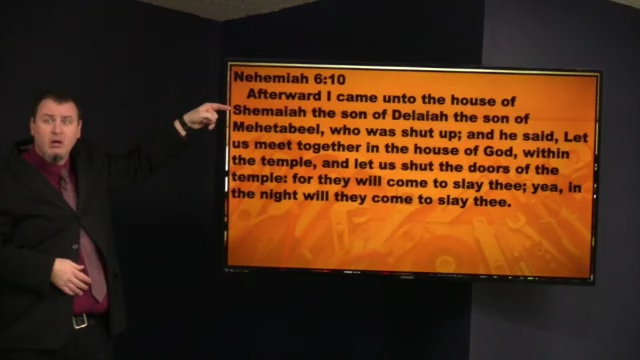 Nehemiah 6:10
Afterward I came unto the house of
Shemaiah the son of Delaiah the son of
Mehetabeel, who was shut up; and he said, Let
us meet together in the house of God, within
the temple, and let us shut the doors of the
temple: for they will come to slay thee; yea, in
the night will they come to slay thee.